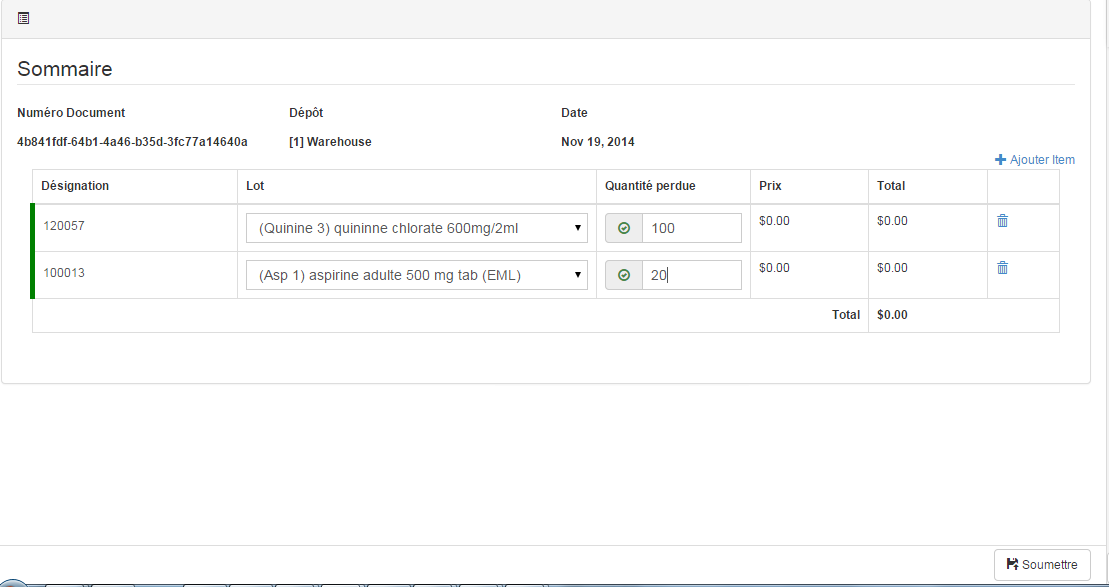 Sommaire
Numéro Document Dépôt Date
4b841fdf-64b1-4a46-b35d-3fc77a14640a [1] Warehouse Nov 19, 2014
Ajouter Item
Désignation Lot Quantité perdue Prix Total
120057 (Quinine 3) quininne chlorate 600mg/2ml 100 $0.00 $0.00
100013 (Asp 1) aspirine adulte 500 mg tab (EML) 20 $0.00 $0.00
Total $0.00
Soumettre